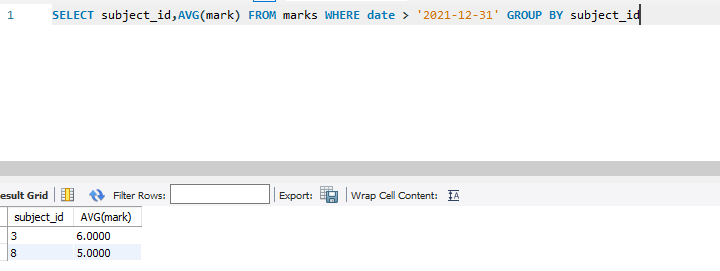 1 SELECT subject_id,AVG(mark) FROM marks WHERE date > '2021-12-31' GROUP BY subject_id
esult Grid Filter Rows: Export: Wrap Cell Content: IA
subject_id AVG(mark)
3 6.0000
8 5.0000